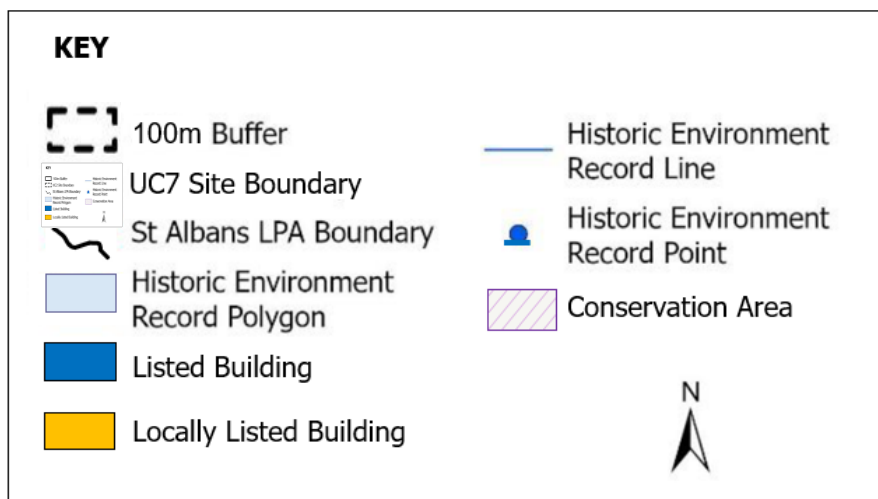 KEY
100m Buffer
UC7 Site Boundary
St Albans LPA Boundary
Historic Environment
Record Polygon
Listed Building
Locally Listed Building
Historic Environment
Record Line
Historic Environment
Record Point
Conservation Area
N